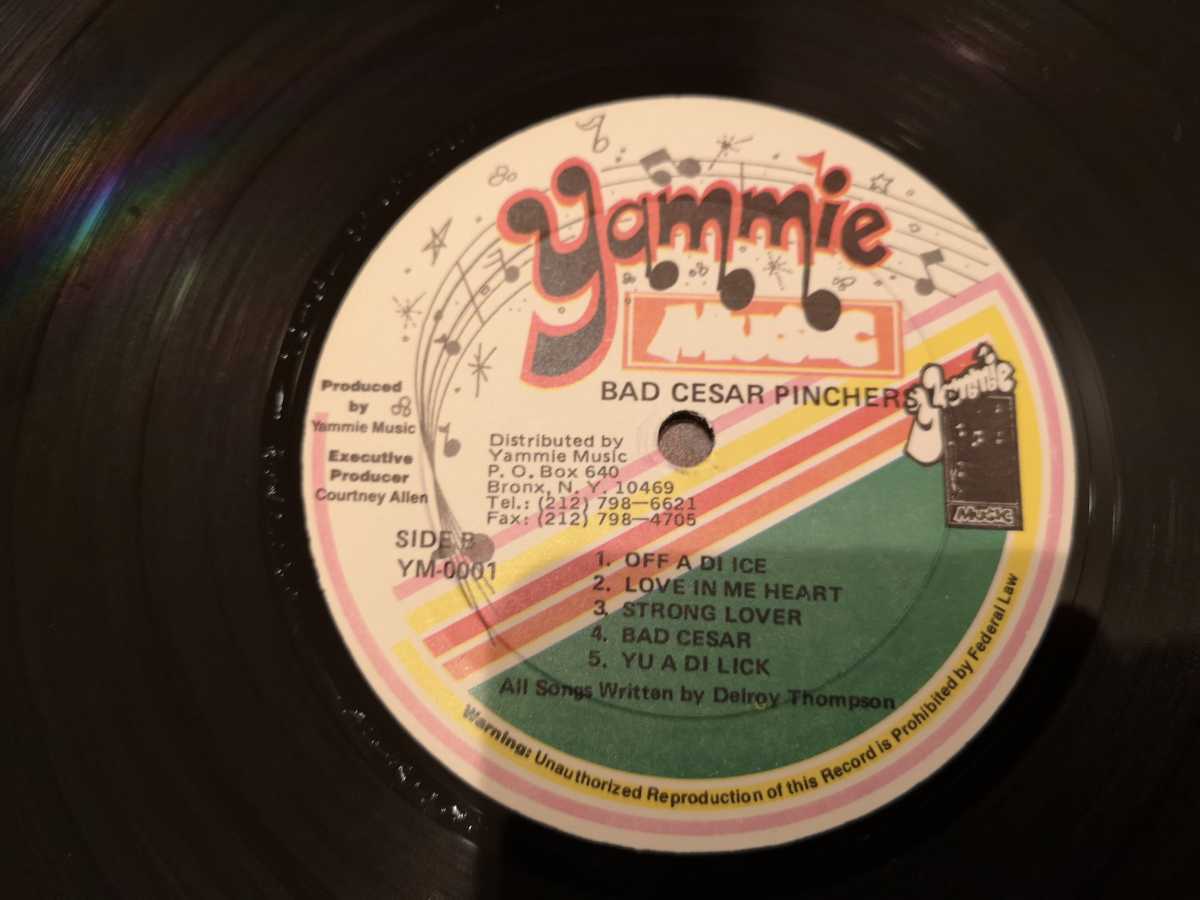 Yammie
MUSIC
BAD CESAR PINCHERS LP
Produced
by
Yammie Music
Executive
Producer
Courtney Allen
Distributed by
Yammie Music
P. O. Box 640
Bronx, N. Y. 10469
Tel.: (212) 798—6621
Fax: (212) 798—4705
SIDE B
YM-0001
Yammie
Music
1. OFF A DI ICE
2. LOVE IN ME HEART
3. STRONG LOVER
4. BAD CESAR
5. YU A DI LICK
All Songs Written by Delroy Thompson
Warning: Unauthorized Reproduction of this Record is Prohibited by Federal Law